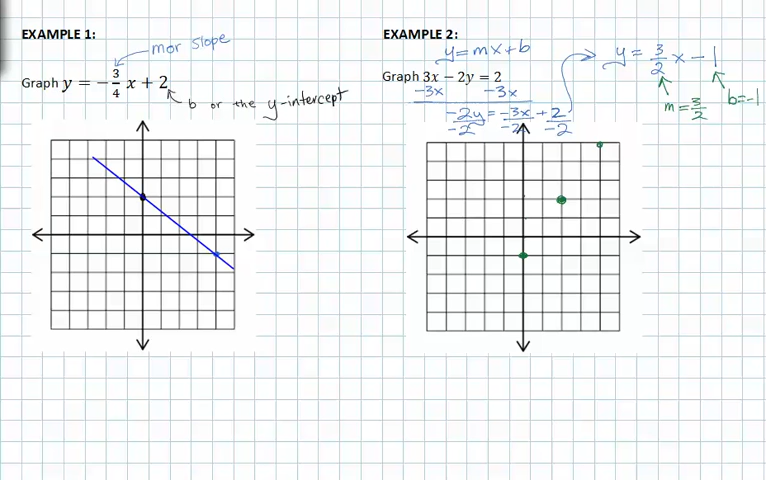 EXAMPLE 1:
mor slope
Graph y = −3/4 x + 2
b or the y-intercept
EXAMPLE 2:
y = mx + b
Graph 3x − 2y = 2
-3x -3x
-2y/-2 = -3x/-2 + 2/-2
y = 3/2 x - 1
m = 3/2
b = -1